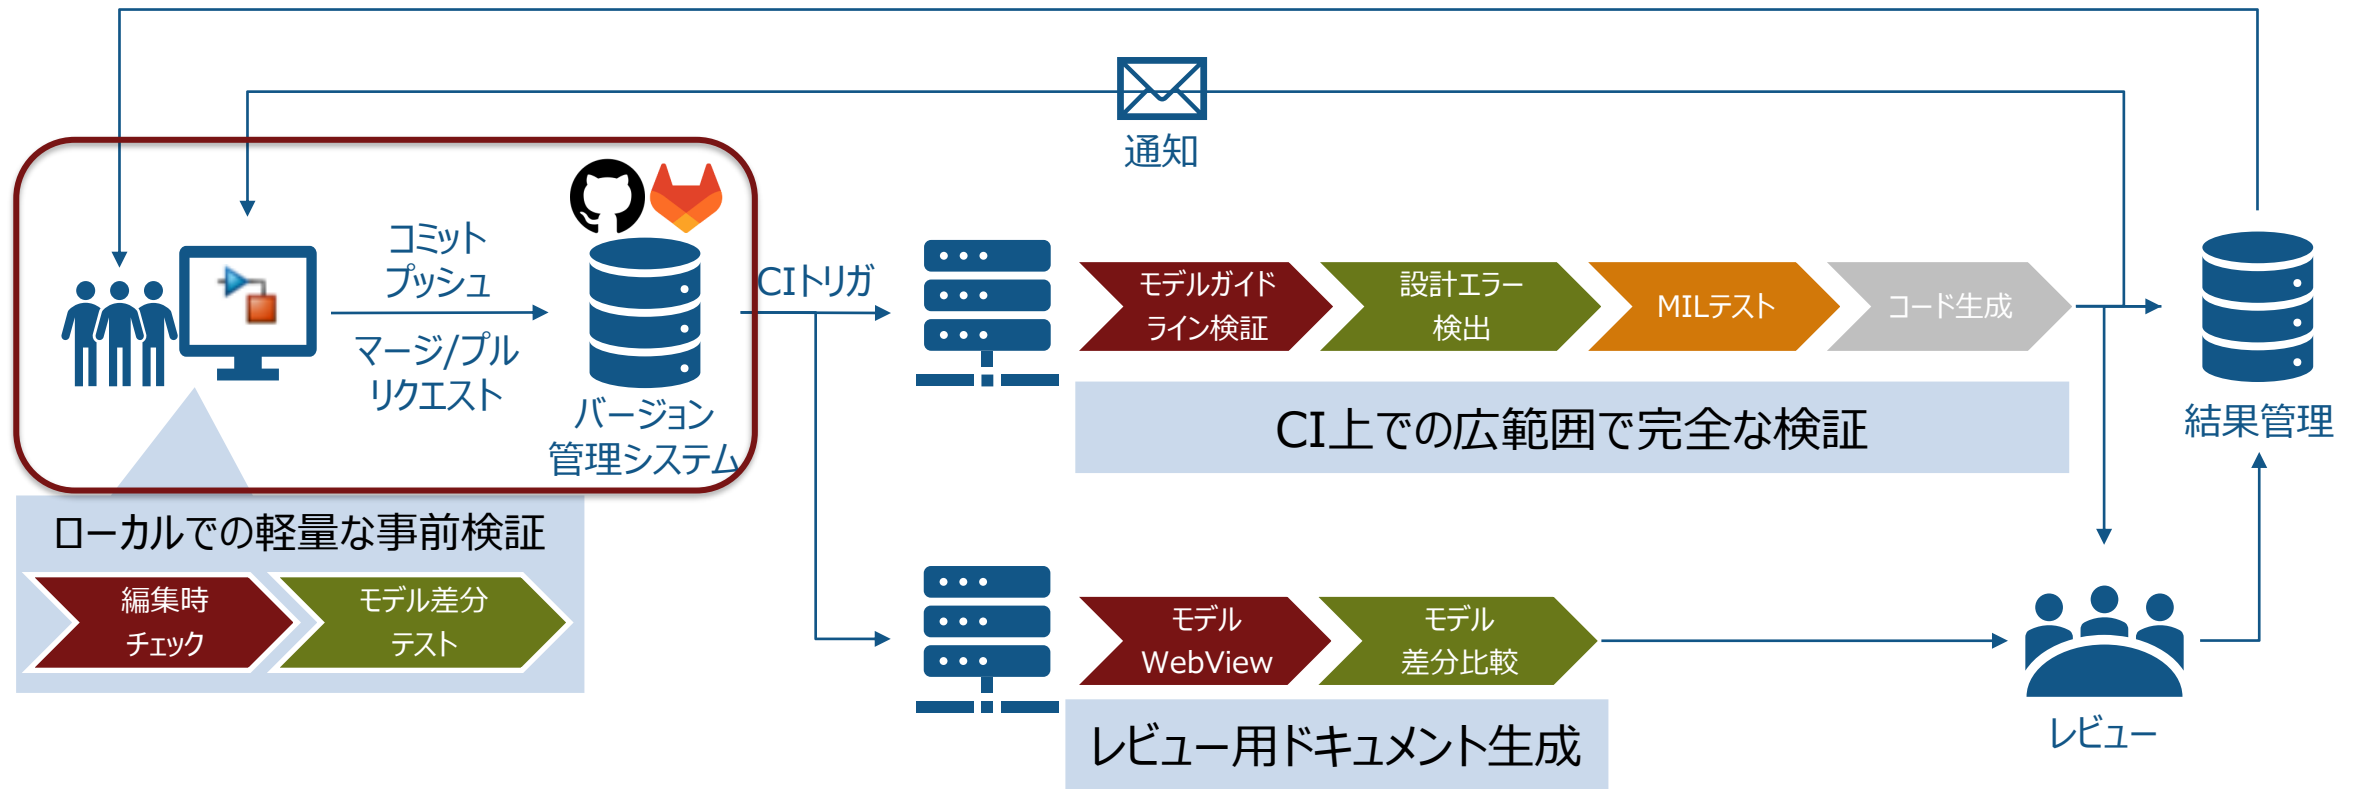 通知
コミット
プッシュ
マージ/プル
リクエスト
バージョン
管理システム
CIトリガ
モデルガイド
ライン検証
設計エラー
検出
MILテスト
コード生成
CI上での広範囲で完全な検証
結果管理
ローカルでの軽量な事前検証
編集時
チェック
モデル差分
テスト
モデル
WebView
モデル
差分比較
レビュー用ドキュメント生成
レビュー